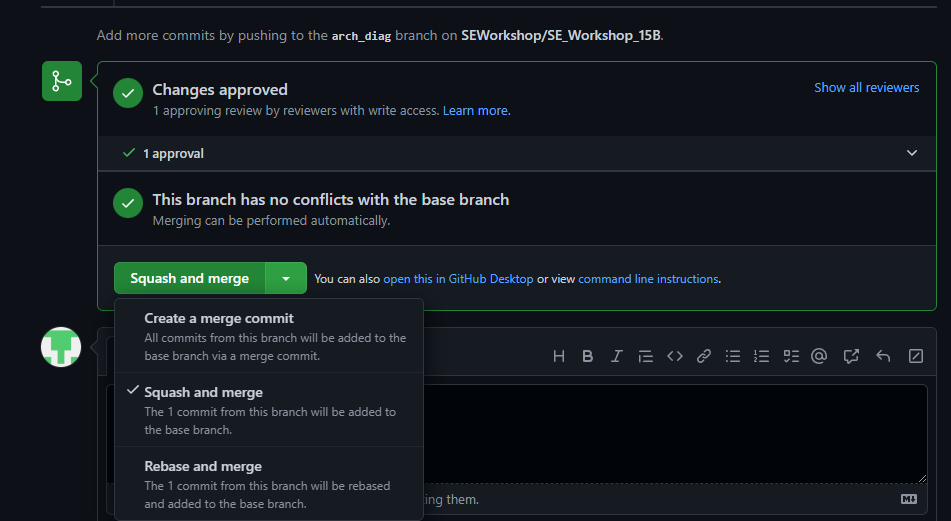 Add more commits by pushing to the arch_diag branch on SEWorkshop/SE_Workshop_15B.
Changes approved
Show all reviewers
1 approving review by reviewers with write access. Learn more.
1 approval
This branch has no conflicts with the base branch
Merging can be performed automatically.
Squash and merge
You can also open this in GitHub Desktop or view command line instructions.
Create a merge commit
All commits from this branch will be added to the
base branch via a merge commit.
Squash and merge
The 1 commit from this branch will be added to
the base branch.
Rebase and merge
The 1 commit from this branch will be rebased
and added to the base branch.
them.